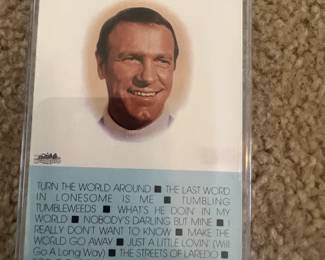 TURN THE WORLD AROUND ■ THE LAST WORD
IN LONESOME IS ME ■ TUMBLING
TUMBLEWEEDS ■ WHAT'S HE DOIN' IN MY
WORLD ■ NOBODY'S DARLING BUT MINE ■ I
REALLY DON'T WANT TO KNOW ■ MAKE THE
WORLD GO AWAY ■ JUST A LITTLE LOVIN' (Will
Go A Long Way) ■ THE STREETS OF LAREDO ■